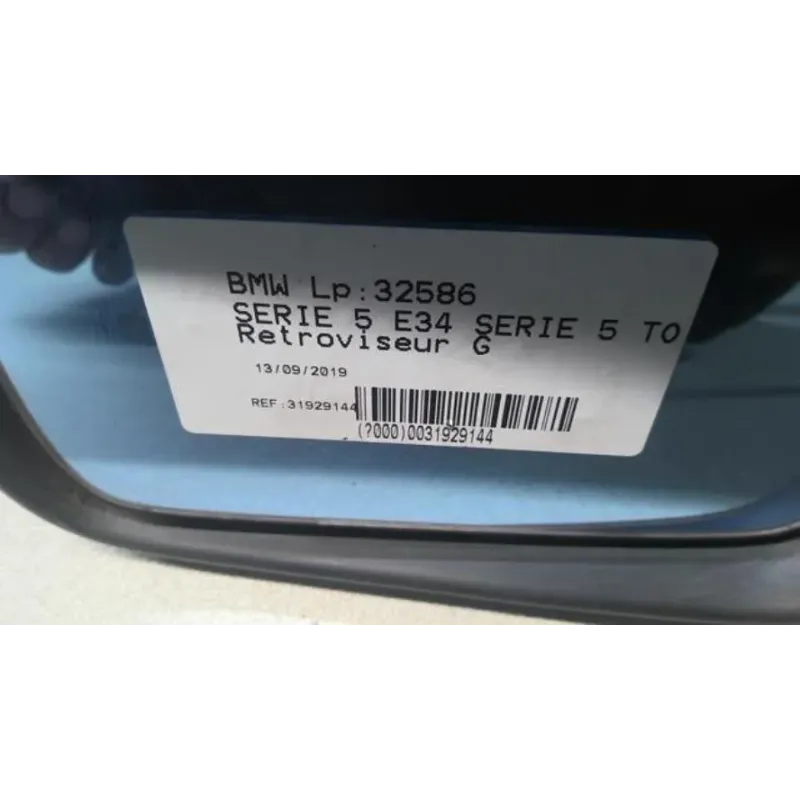 BMW Lp:32586
SERIE 5 E34 SERIE 5 TO
Retroviseur G
13/09/2019
REF:31929144
(?000)0031929144